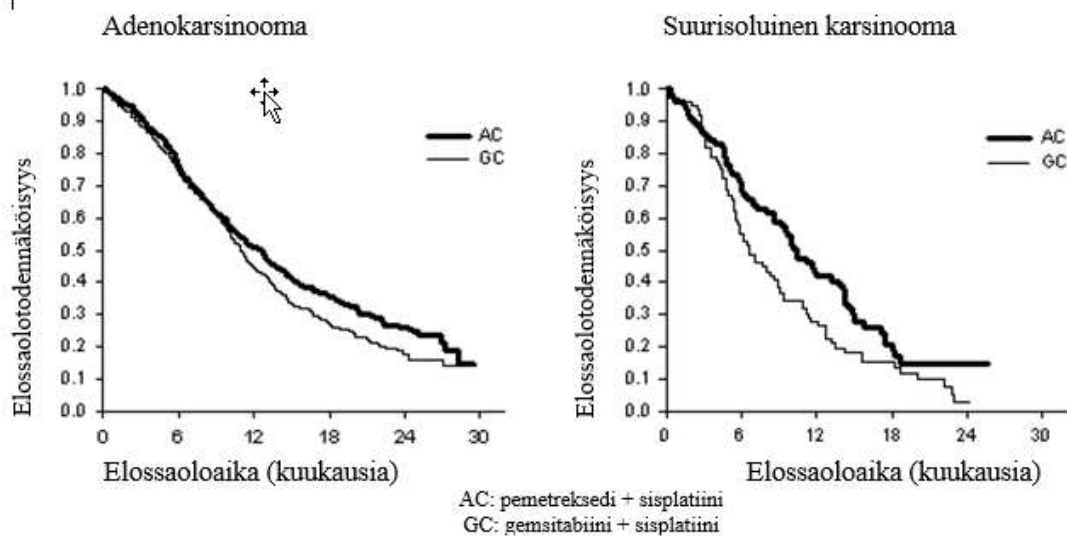 Adenokarsinooma
Elossaolotodennäköisyys
1.0
0.9
0.8
0.7
0.6
0.5
0.4
0.3
0.2
0.1
0.0
AC
GC
0 6 12 18 24 30
Elossaoloaika (kuukausia)
Suurisoluinen karsinooma
Elossaolotodennäköisyys
1.0
0.9
0.8
0.7
0.6
0.5
0.4
0.3
0.2
0.1
0.0
AC
GC
0 6 12 18 24 30
Elossaoloaika (kuukausia)
AC: pemetreksedi + sisplatiini
GC: gemsitabiini + sisplatiini